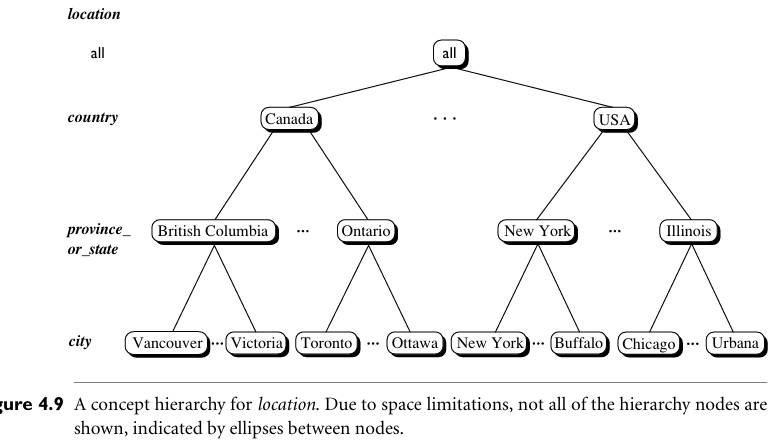 location
all all
country Canada ... USA
province_ British Columbia ... Ontario New York ... Illinois
or_state
city Vancouver ... Victoria Toronto ... Ottawa New York ... Buffalo Chicago ... Urbana
gure 4.9 A concept hierarchy for location. Due to space limitations, not all of the hierarchy nodes are
shown, indicated by ellipses between nodes.